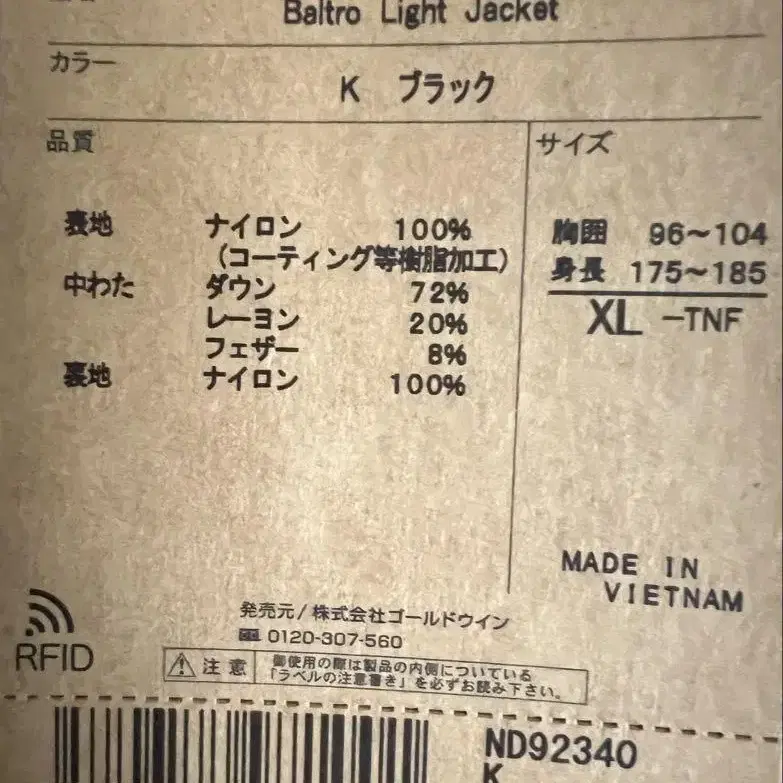 Baltro Light Jacket
カラー
K ブラック
品質
サイズ
表地 ナイロン 100%
(コーティング等樹脂加工)
中わた ダウン 72%
レーヨン 20%
フェザー 8%
裏地 ナイロン 100%
胸囲 96~104
身長 175~185
XL -TNF
MADE IN
VIETNAM
発売元/株式会社ゴールドウイン
0120-307-560
RFID
注意
御使用の際は製品の内側についている
「ラベルの注意書き」を必ずお読み下さい。
ND92340
K